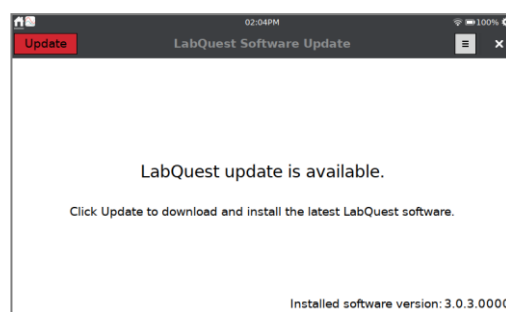 02:04PM
100%
Update
LabQuest Software Update
LabQuest update is available.
Click Update to download and install the latest LabQuest software.
Installed software version: 3.0.3.0000